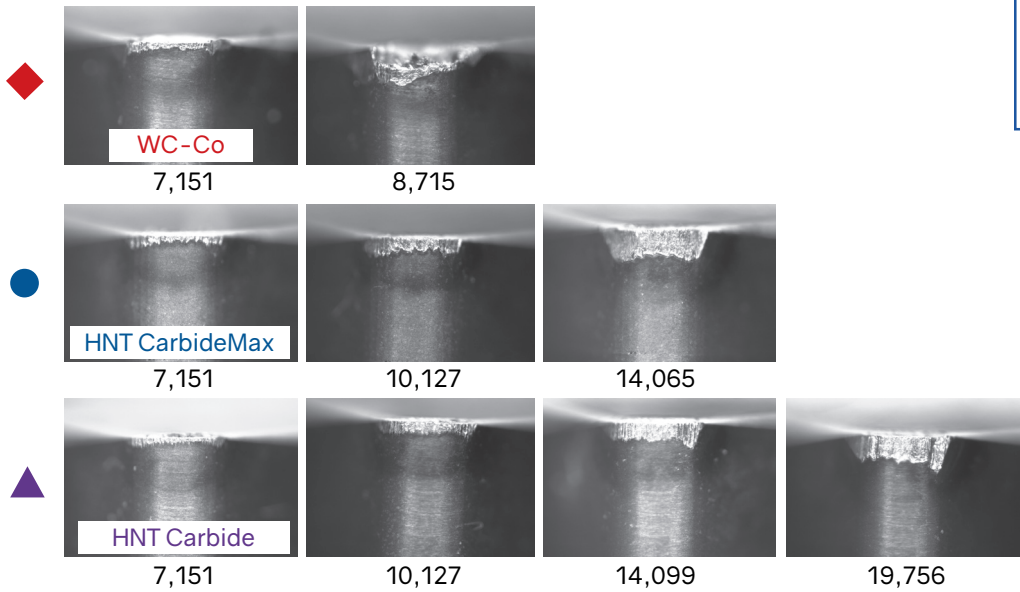 WC-Co
7,151 8,715
HNT CarbideMax
7,151 10,127 14,065
HNT Carbide
7,151 10,127 14,099 19,756